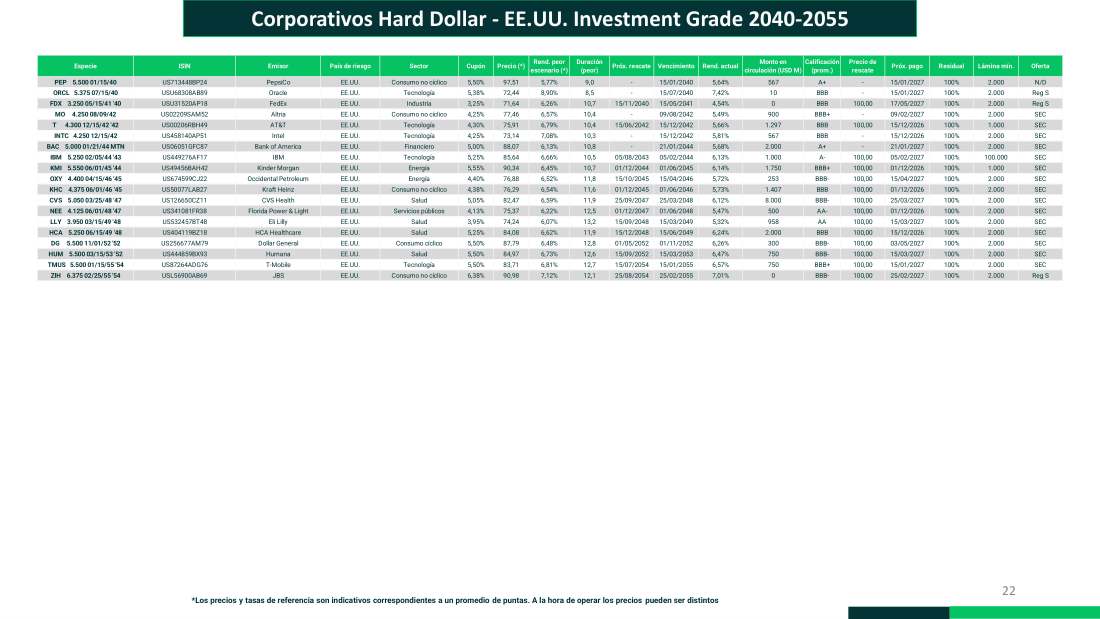 Corporativos Hard Dollar - EE.UU. Investment Grade 2040-2055
Especie ISIN Emisor País de riesgo Sector Cupón Precio (*) Rend. peor escenario (*) Duración (peor) Próx. rescate Vencimiento Rend. actual Monto en circulación (USD M) Calificación (prom.) Precio de rescate Próx. pago Residual Lámina mín. Oferta
PEP 5.500 01/15/40 US713448BP24 PepsiCo EE.UU. Consumo no cíclico 5,50% 97,51 5,77% 9,0 - 15/01/2040 5,64% 567 A+ - 15/01/2027 100% 2.000 N/D
ORCL 5.375 07/15/40 USU68308AB89 Oracle EE.UU. Tecnología 5,38% 72,44 8,90% 8,5 - 15/07/2040 7,42% 10 BBB - 15/01/2027 100% 2.000 Reg S
FDX 3.250 05/15/41 '40 USU31520AP18 FedEx EE.UU. Industria 3,25% 71,64 6,26% 10,7 15/11/2040 15/05/2041 4,54% 0 BBB 100,00 17/05/2027 100% 2.000 Reg S
MO 4.250 08/09/42 US02209SAM52 Altria EE.UU. Consumo no cíclico 4,25% 77,46 6,57% 10,4 - 09/08/2042 5,49% 900 BBB+ - 09/02/2027 100% 2.000 SEC
T 4.300 12/15/42 '42 US00206RBH49 AT&T EE.UU. Tecnología 4,30% 75,91 6,79% 10,4 15/06/2042 15/12/2042 5,66% 1.297 BBB 100,00 15/12/2026 100% 1.000 SEC
INTC 4.250 12/15/42 US458140AP51 Intel EE.UU. Tecnología 4,25% 73,14 7,08% 10,3 - 15/12/2042 5,81% 567 BBB - 15/12/2026 100% 2.000 SEC
BAC 5.000 01/21/44 MTN US06051GFC87 Bank of America EE.UU. Financiero 5,00% 88,07 6,13% 10,8 - 21/01/2044 5,68% 2.000 A+ - 21/01/2027 100% 2.000 SEC
IBM 5.250 02/05/44 '43 US449276AF17 IBM EE.UU. Tecnología 5,25% 85,64 6,66% 10,5 05/08/2043 05/02/2044 6,13% 1.000 A- 100,00 05/02/2027 100% 100.000 SEC
KMI 5.550 06/01/45 '44 US49456BAH42 Kinder Morgan EE.UU. Energía 5,55% 90,34 6,45% 10,7 01/12/2044 01/06/2045 6,14% 1.750 BBB+ 100,00 01/12/2026 100% 1.000 SEC
OXY 4.400 04/15/46 '45 US674599CJ22 Occidental Petroleum EE.UU. Energía 4,40% 76,88 6,52% 11,8 15/10/2045 15/04/2046 5,72% 253 BBB- 100,00 15/04/2027 100% 2.000 SEC
KHC 4.375 06/01/46 '45 US50077LAB27 Kraft Heinz EE.UU. Consumo no cíclico 4,38% 76,29 6,54% 11,6 01/12/2045 01/06/2046 5,73% 1.407 BBB 100,00 01/12/2026 100% 2.000 SEC
CVS 5.050 03/25/48 '47 US126650CZ11 CVS Health EE.UU. Salud 5,05% 82,47 6,59% 11,9 25/09/2047 25/03/2048 6,12% 8.000 BBB 100,00 25/03/2027 100% 2.000 SEC
NEE 4.125 06/01/48 '47 US341081FR38 Florida Power & Light EE.UU. Servicios públicos 4,13% 75,37 6,22% 12,5 01/12/2047 01/06/2048 5,47% 500 AA- 100,00 01/12/2026 100% 2.000 SEC
LLY 3.950 03/15/49 '48 US532457BT48 Eli Lilly EE.UU. Salud 3,95% 74,24 6,07% 13,2 15/09/2048 15/03/2049 5,32% 958 AA 100,00 15/03/2027 100% 2.000 SEC
HCA 5.250 06/15/49 '48 US404119BZ18 HCA Healthcare EE.UU. Salud 5,25% 84,08 6,62% 11,9 15/12/2048 15/06/2049 6,24% 2.000 BBB 100,00 15/12/2026 100% 2.000 SEC
DG 5.500 11/01/52 '52 US256677AM79 Dollar General EE.UU. Consumo cíclico 5,50% 87,79 6,48% 12,8 01/05/2052 01/11/2052 6,26% 300 BBB- 100,00 03/05/2027 100% 2.000 SEC
HUM 5.500 03/15/53 '52 US444859BX93 Humana EE.UU. Salud 5,50% 84,97 6,73% 12,6 15/09/2052 15/03/2053 6,47% 750 BBB- 100,00 15/03/2027 100% 2.000 SEC
TMUS 5.500 01/15/55 '54 US87264ADG76 T-Mobile EE.UU. Tecnología 5,50% 83,71 6,81% 12,7 15/07/2054 15/01/2055 6,57% 750 BBB+ 100,00 15/01/2027 100% 2.000 SEC
ZIH 6.375 02/25/55 '54 USL56900AB69 JBS EE.UU. Consumo no cíclico 6,38% 90,98 7,12% 12,1 25/08/2054 25/02/2055 7,01% 0 BBB- 100,00 25/02/2027 100% 2.000 Reg S
*Los precios y tasas de referencia son indicativos correspondientes a un promedio de puntas. A la hora de operar los precios pueden ser distintos
22